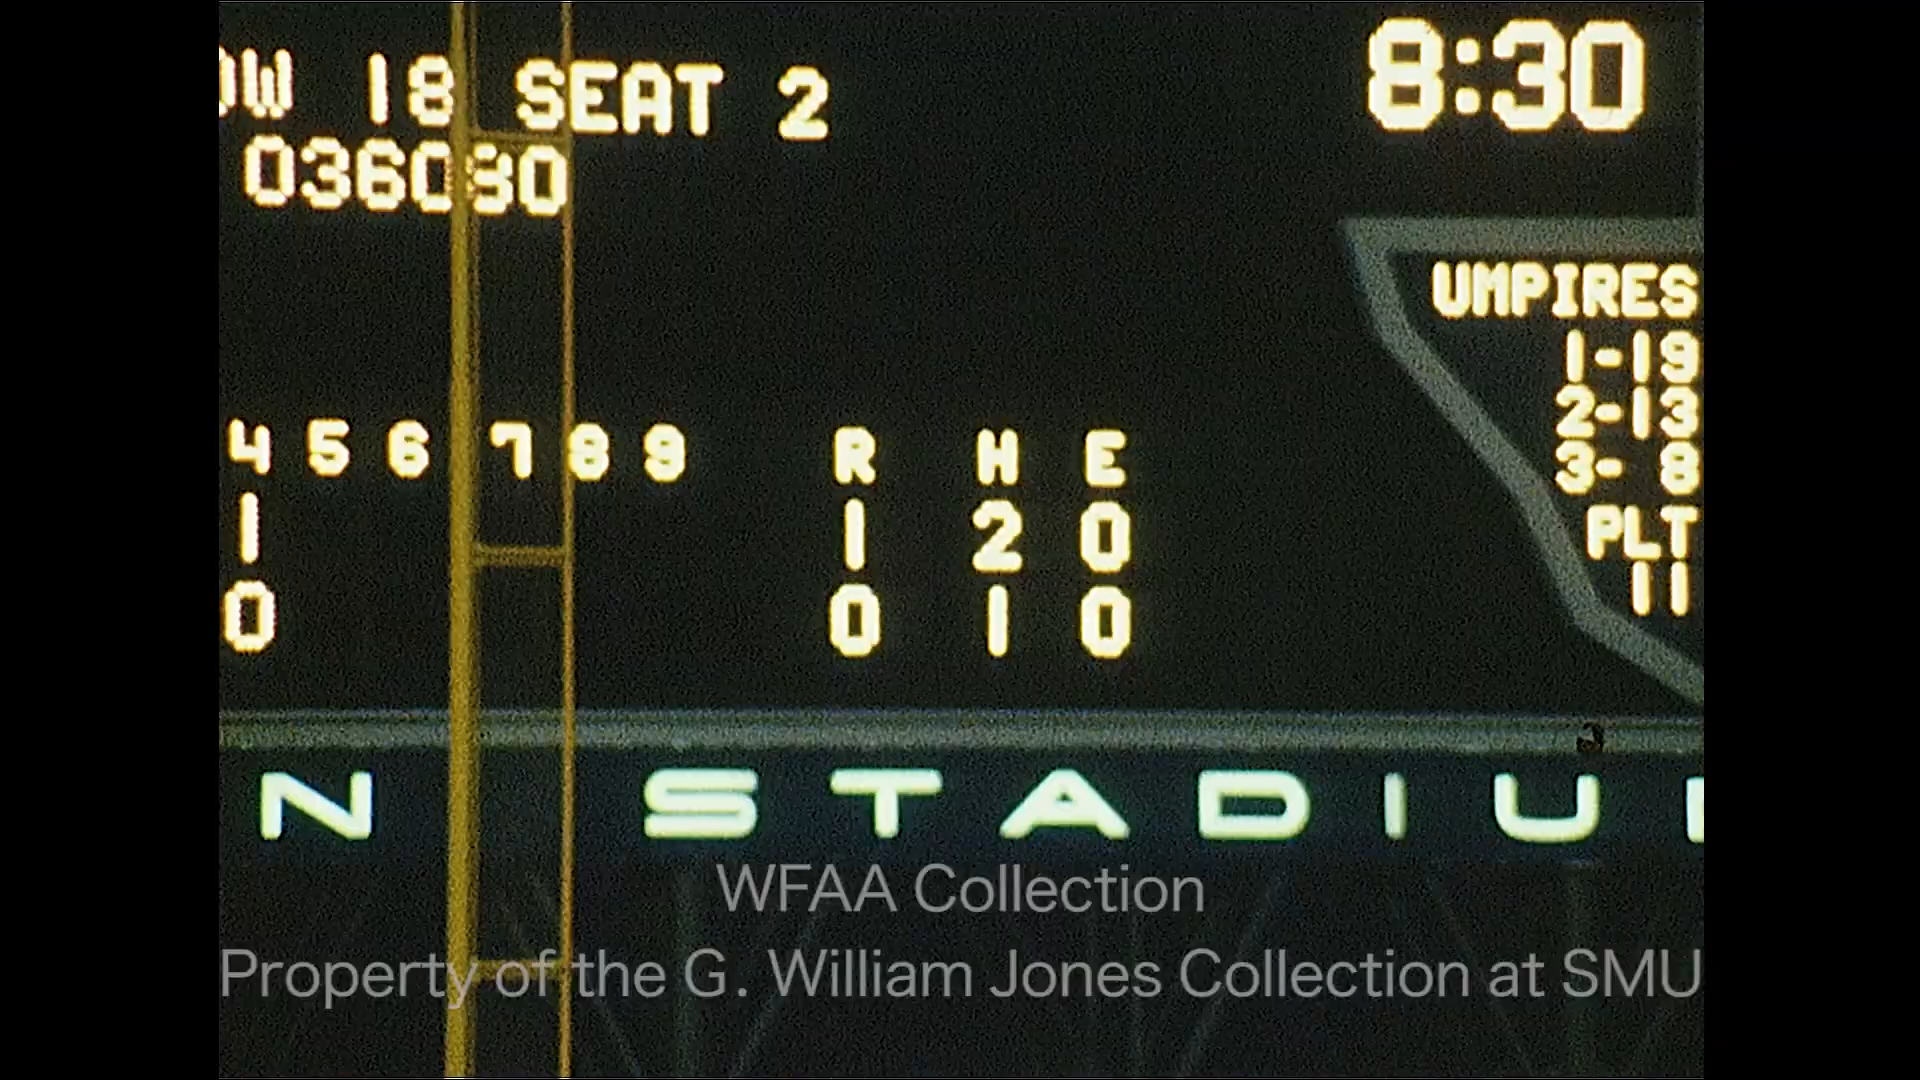 OW 18 SEAT 2
8:30
036080
UMPIRES
1-19
2-13
3- 8
PLT
11
4 5 6 7 8 9 R H E
1 1 2 0
0 0 1 0
N STADIU
WFAA Collection
Property of the G. William Jones Collection at SMU